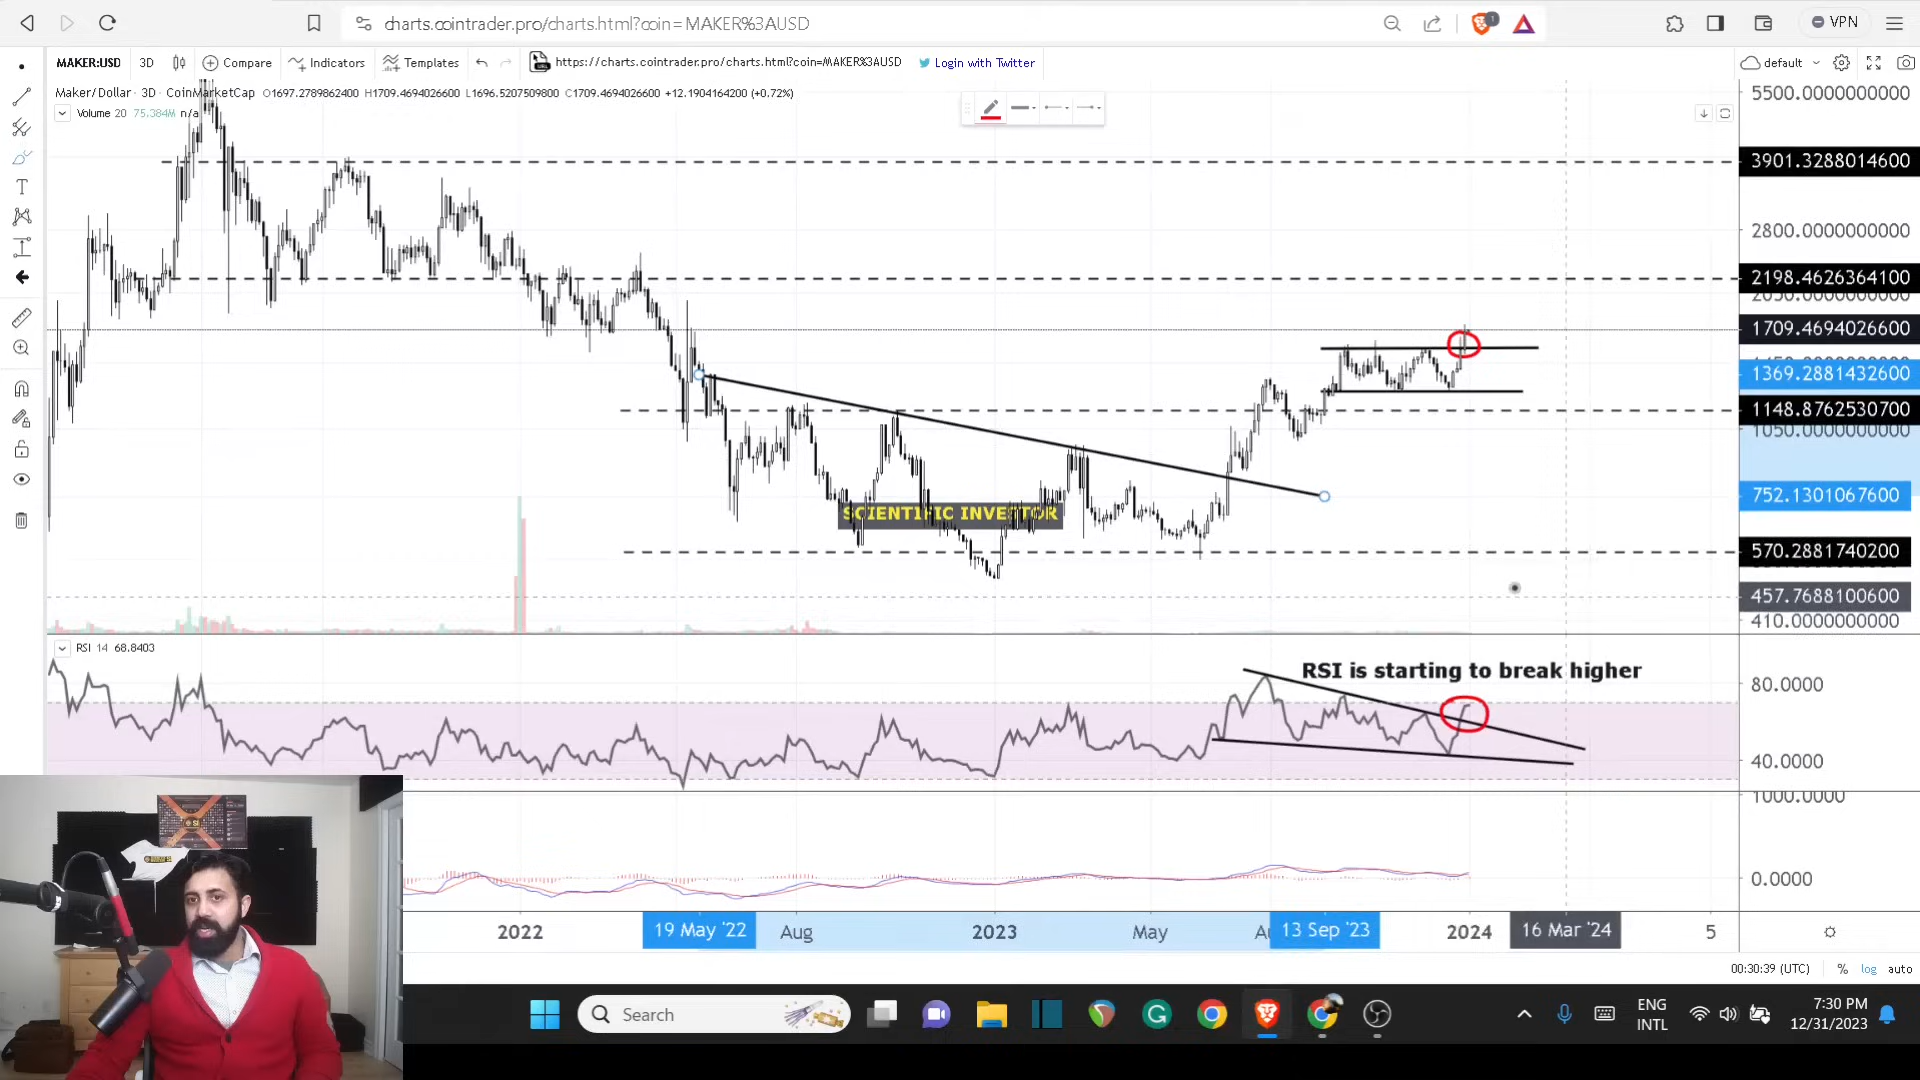 charts.cointrader.pro/charts.html?coin=MAKER%3AUSD
1
VPN
MAKER:USD 3D Compare Indicators Templates https://charts.cointrader.pro/charts.html?coin=MAKER%3AUSD Login with Twitter default
Maker/Dollar · 3D · CoinMarketCap O1697.2789862400 H1709.4694026600 L1696.5207509800 C1709.4694026600 +12.1904164200 (+0.72%)
Volume 20 75.384M n/a
5500.0000000000
3901.3288014600
2800.0000000000
2198.4626364100
2050.0000000000
1709.4694026600
1369.2881432600
1148.8762530700
1050.0000000000
752.1301067600
SCIENTIFIC INVESTOR
570.2881740200
457.7688100600
410.0000000000
RSI 14 68.8403
RSI is starting to break higher
80.0000
40.0000
1000.0000
0.0000
2022 19 May '22 Aug 2023 May 13 Sep '23 2024 16 Mar '24 5
00:30:39 (UTC) % log auto
Search
ENG
INTL
7:30 PM
12/31/2023